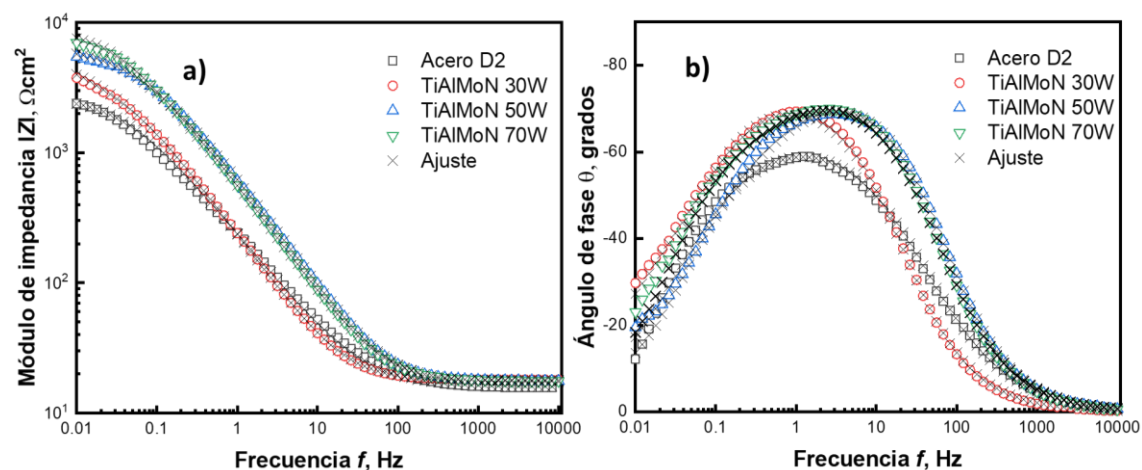 a)
Módulo de impedancia |Z|, Ωcm²
10⁴
10³
10²
10¹
0.01 0.1 1 10 100 1000 10000
Frecuencia f, Hz
Acero D2
TiAlMoN 30W
TiAlMoN 50W
TiAlMoN 70W
Ajuste
b)
Ángulo de fase θ, grados
-80
-60
-40
-20
0
0.01 0.1 1 10 100 1000 10000
Frecuencia f, Hz
Acero D2
TiAlMoN 30W
TiAlMoN 50W
TiAlMoN 70W
Ajuste